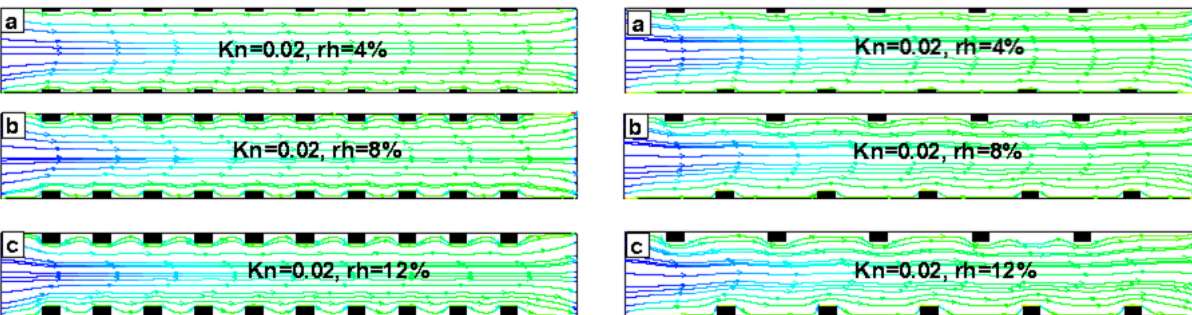 a
Kn=0.02, rh=4%
b
Kn=0.02, rh=8%
c
Kn=0.02, rh=12%
a
Kn=0.02, rh=4%
b
Kn=0.02, rh=8%
c
Kn=0.02, rh=12%